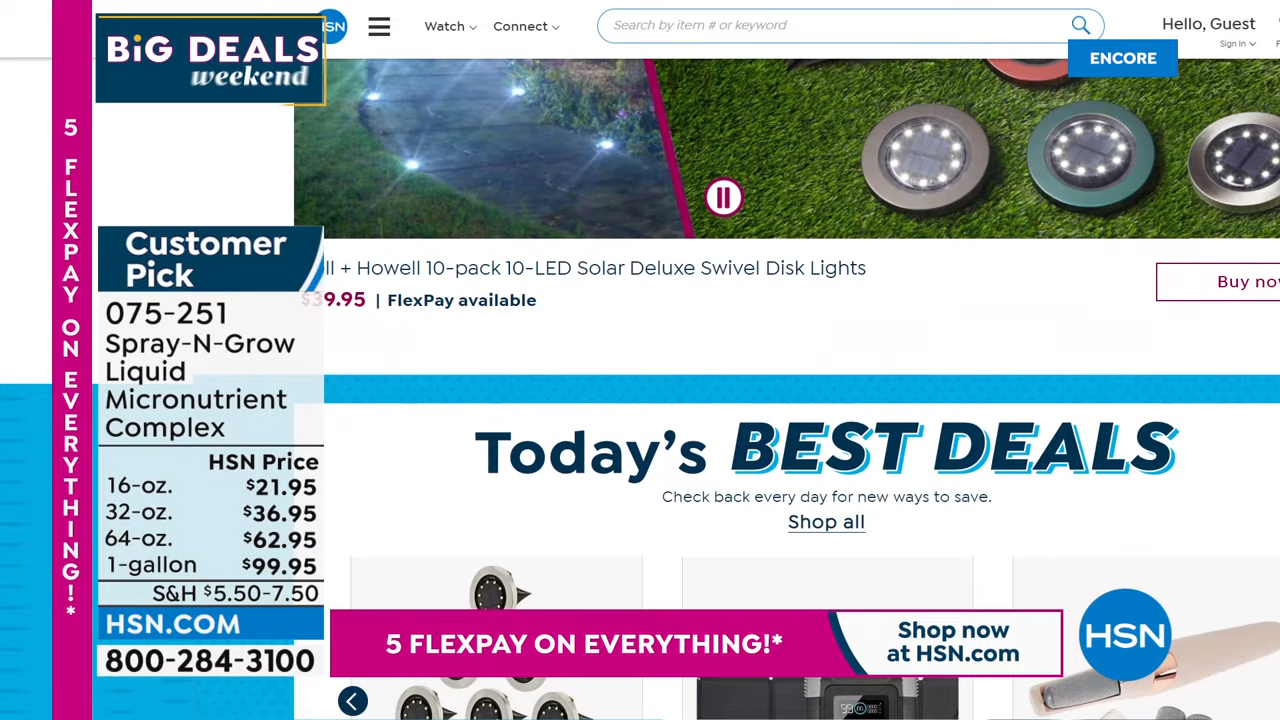 BiG DEALS
weekend
5 FLEXPAY ON EVERYTHING!*
Customer
Pick
075-251
Spray-N-Grow
Liquid
Micronutrient
Complex
HSN Price
16-oz. $21.95
32-oz. $36.95
64-oz. $62.95
1-gallon $99.95
S&H $5.50-7.50
HSN.COM
800-284-3100
HSN
Watch
Connect
Search by item # or keyword
Hello, Guest
Sign In
ENCORE
+ Howell 10-pack 10-LED Solar Deluxe Swivel Disk Lights
$39.95 | FlexPay available
Buy now
Today's BEST DEALS
Check back every day for new ways to save.
Shop all
5 FLEXPAY ON EVERYTHING!*
Shop now
at HSN.com
HSN